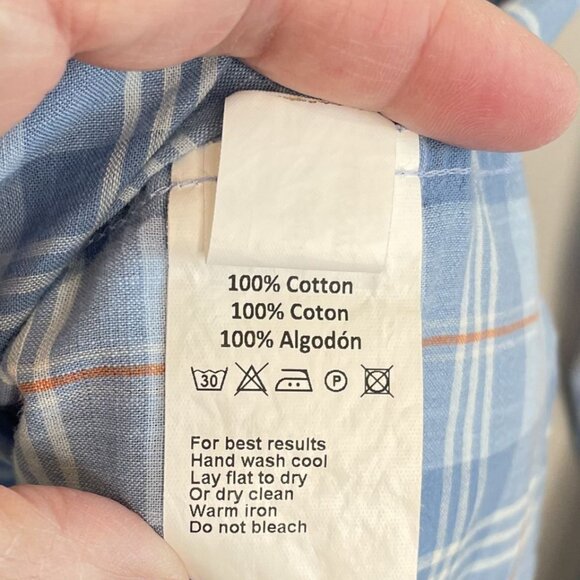 100% Cotton
100% Coton
100% Algodón
30 P
For best results
Hand wash cool
Lay flat to dry
Or dry clean
Warm iron
Do not bleach